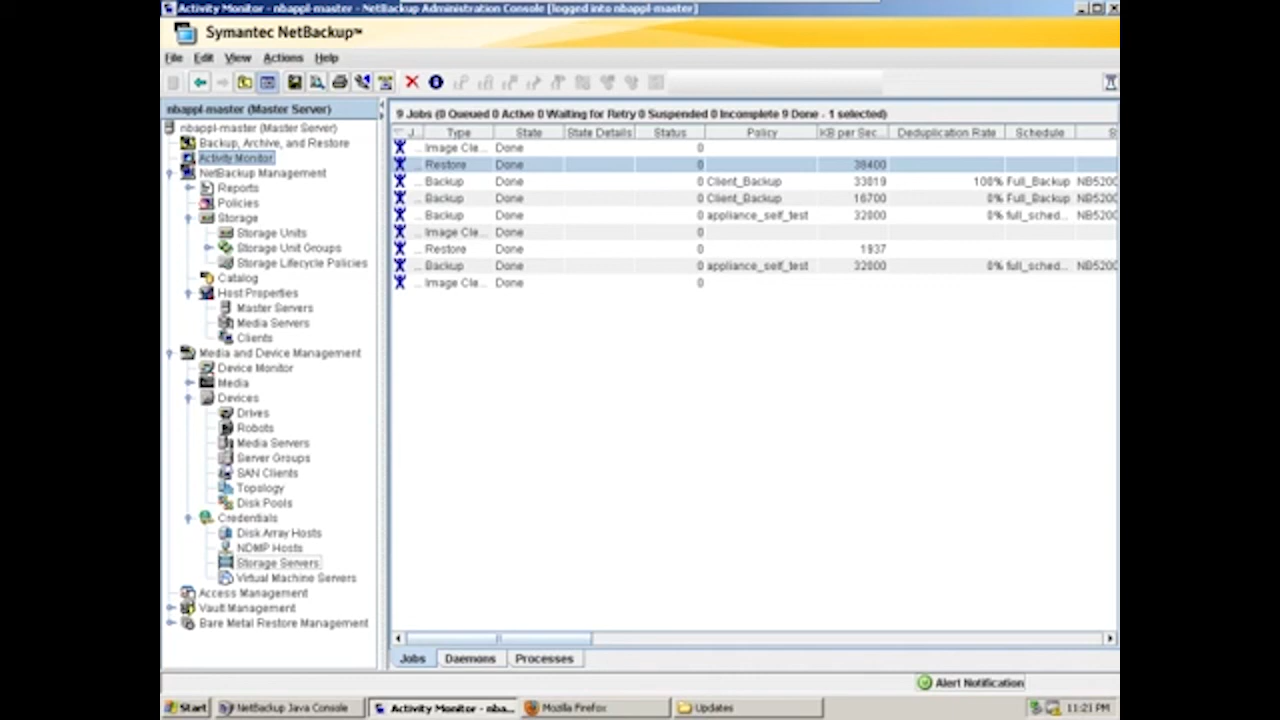 Activity Monitor - nbappl-master - NetBackup Administration Console [logged into nbappl-master]
Symantec NetBackup™
File Edit View Actions Help
nbappl-master (Master Server)
nbappl-master (Master Server)
Backup, Archive, and Restore
Activity Monitor
NetBackup Management
Reports
Policies
Storage
Storage Units
Storage Unit Groups
Storage Lifecycle Policies
Catalog
Host Properties
Master Servers
Media Servers
Clients
Media and Device Management
Device Monitor
Media
Devices
Drives
Robots
Media Servers
Server Groups
SAN Clients
Topology
Disk Pools
Credentials
Disk Array Hosts
NDMP Hosts
Storage Servers
Virtual Machine Servers
Access Management
Vault Management
Bare Metal Restore Management
9 Jobs (0 Queued 0 Active 0 Waiting for Retry 0 Suspended 0 Incomplete 9 Done - 1 selected)
J... Type State State Details Status Policy KB per Sec... Deduplication Rate Schedule S
... Image Cle... Done 0
... Restore Done 0 38400
... Backup Done 0 Client_Backup 33819 100% Full_Backup NB520
... Backup Done 0 Client_Backup 16700 0% Full_Backup NB520
... Backup Done 0 appliance_self_test 32000 0% full_sched... NB520
... Image Cle... Done 0
... Restore Done 0 1937
... Backup Done 0 appliance_self_test 32000 0% full_sched... NB520
... Image Cle... Done 0
Jobs Daemons Processes
Alert Notification
Start NetBackup Java Console Activity Monitor - nba... Mozilla Firefox Updates 11:21 PM